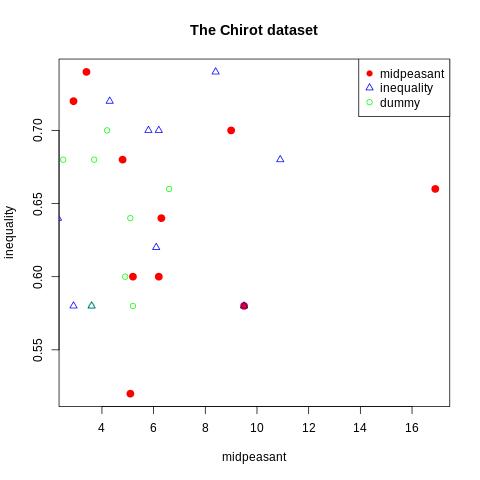 The Chirot dataset
midpeasant
inequality
dummy
inequality
0.70
0.65
0.60
0.55
4 6 8 10 12 14 16
midpeasant